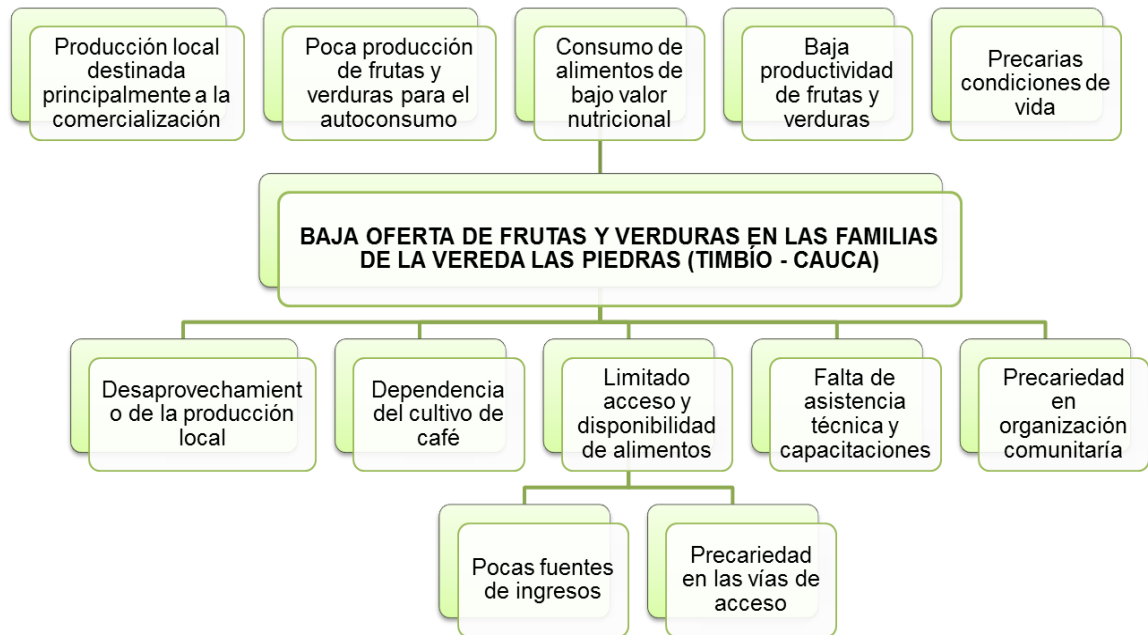 Producción local
destinada
principalmente a la
comercialización
Poca producción
de frutas y
verduras para el
autoconsumo
Consumo de
alimentos de
bajo valor
nutricional
Baja
productividad
de frutas y
verduras
Precarias
condiciones de
vida
BAJA OFERTA DE FRUTAS Y VERDURAS EN LAS FAMILIAS
DE LA VEREDA LAS PIEDRAS (TIMBÍO - CAUCA)
Desaprovechamient
o de la producción
local
Dependencia
del cultivo de
café
Limitado
acceso y
disponibilidad
de alimentos
Falta de
asistencia
técnica y
capacitaciones
Precariedad
en
organización
comunitaría
Pocas fuentes
de ingresos
Precariedad
en las vías de
acceso